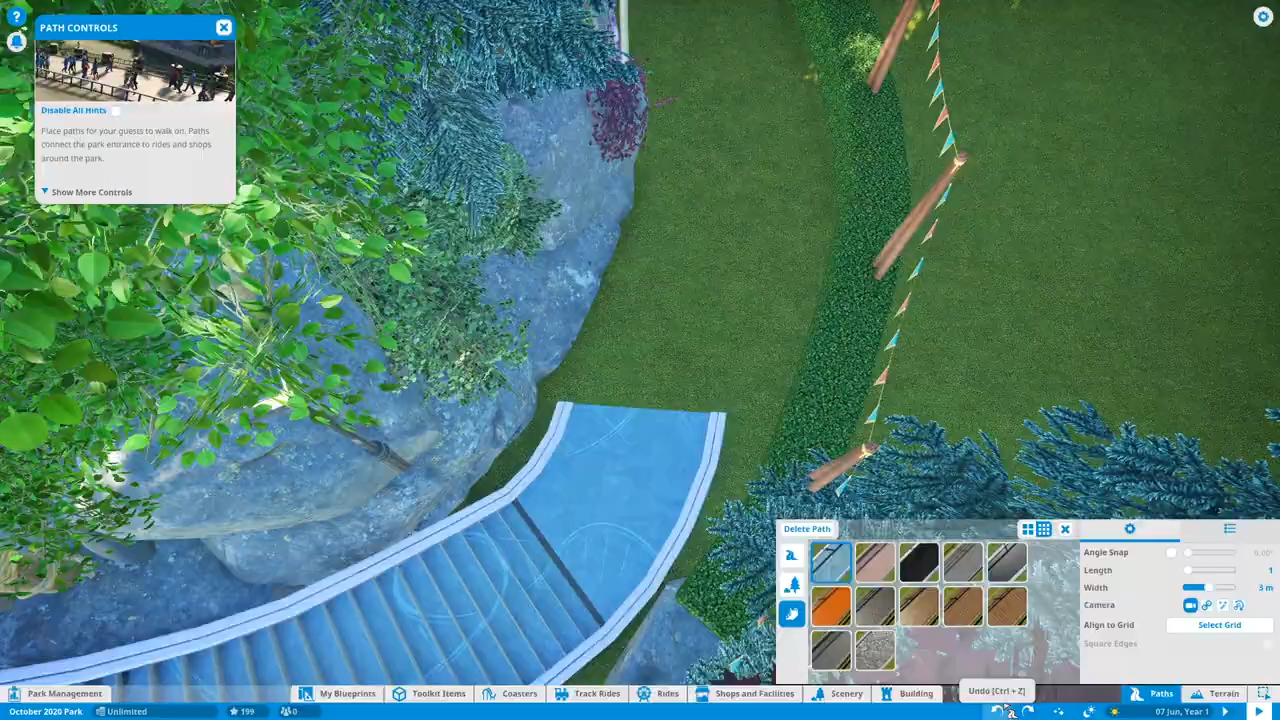 PATH CONTROLS
Disable All Hints
Place paths for your guests to walk on. Paths
connect the park entrance to rides and shops
around the park.
Show More Controls
Delete Path
Angle Snap 0.00°
Length 1
Width 3 m
Camera
Align to Grid Select Grid
Square Edges
Undo [Ctrl + Z]
Park Management My Blueprints Toolkit Items Coasters Track Rides Rides Shops and Facilities Scenery Building Paths Terrain
October 2020 Park Unlimited 199 0 07 Jun, Year 1